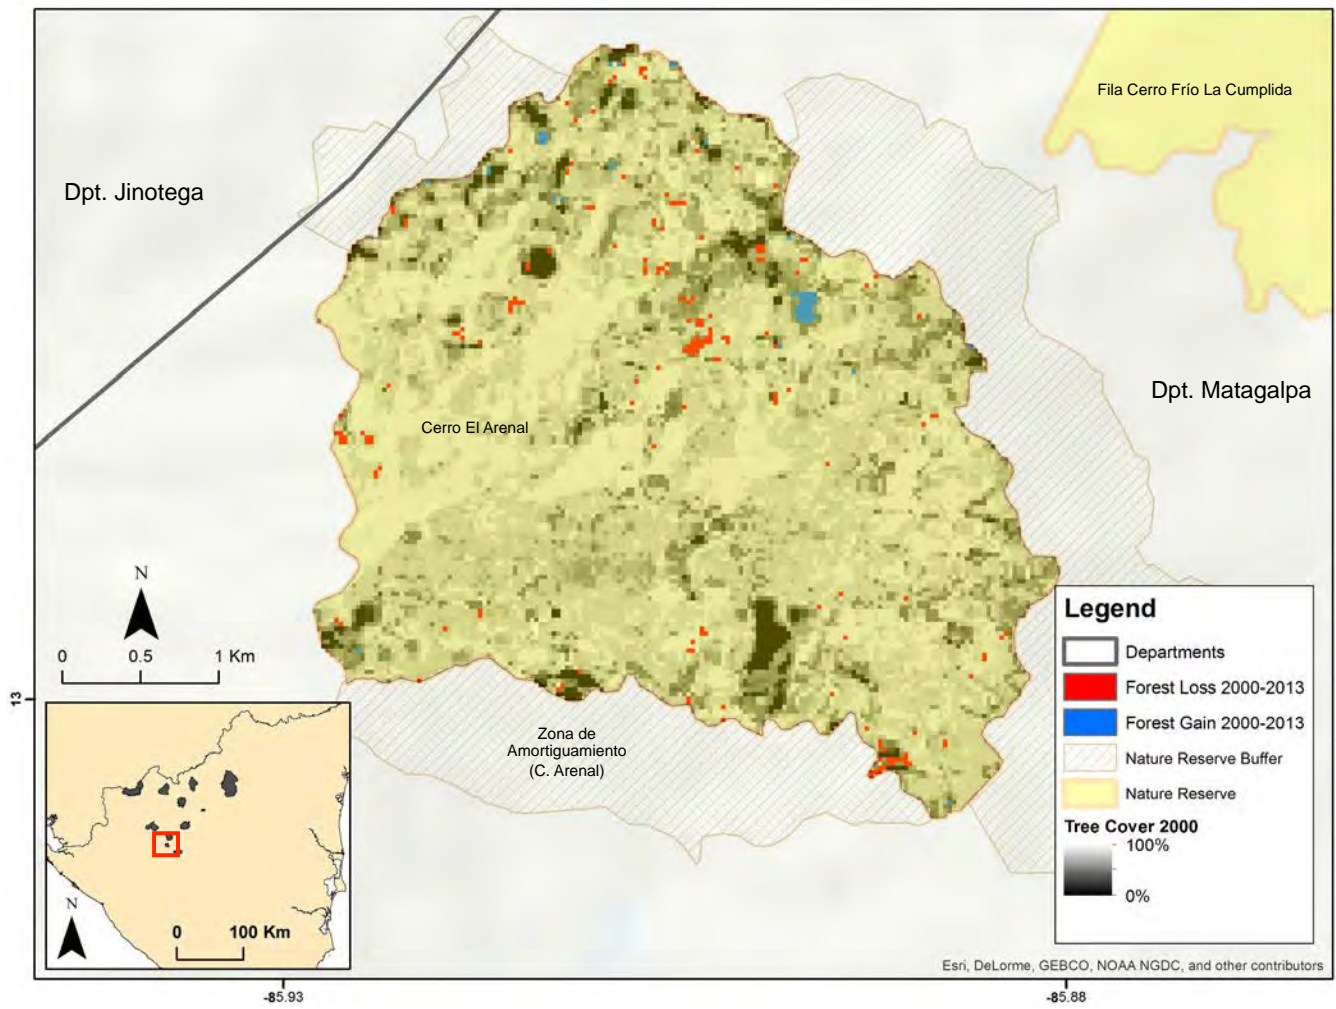 Fila Cerro Frío La Cumplida
Dpt. Jinotega
Dpt. Matagalpa
Cerro El Arenal
N
0 0.5 1 Km
13
Zona de
Amortiguamiento
(C. Arenal)
N
0 100 Km
Legend
Departments
Forest Loss 2000-2013
Forest Gain 2000-2013
Nature Reserve Buffer
Nature Reserve
Tree Cover 2000
100%
0%
Esri, DeLorme, GEBCO, NOAA NGDC, and other contributors
-85.93
-85.88